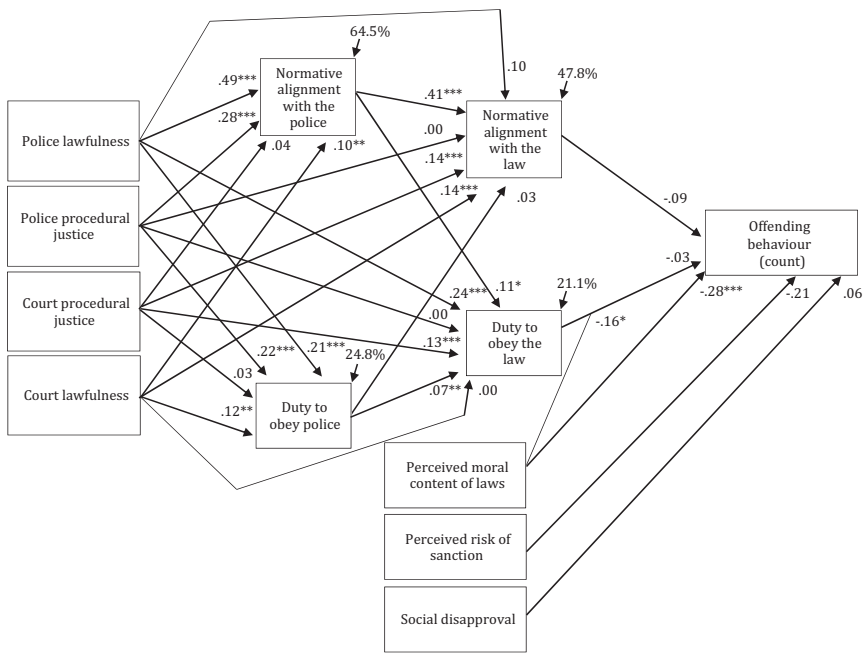 64.5%
Normative
alignment
with the
police
.49***
.28***
.04
.10**
.10
47.8%
.41***
.00
.14***
.14***
Normative
alignment
with the
law
.03
Police lawfulness
Police procedural
justice
Court procedural
justice
Court lawfulness
-.09
Offending
behaviour
(count)
-.03
-.28***
-.21
.06
.24***
.11*
.00
.13***
21.1%
Duty to
obey the
law
-.16*
.22***
.21***
24.8%
.03
.12**
Duty to
obey police
.07**
.00
Perceived moral
content of laws
Perceived risk of
sanction
Social disapproval